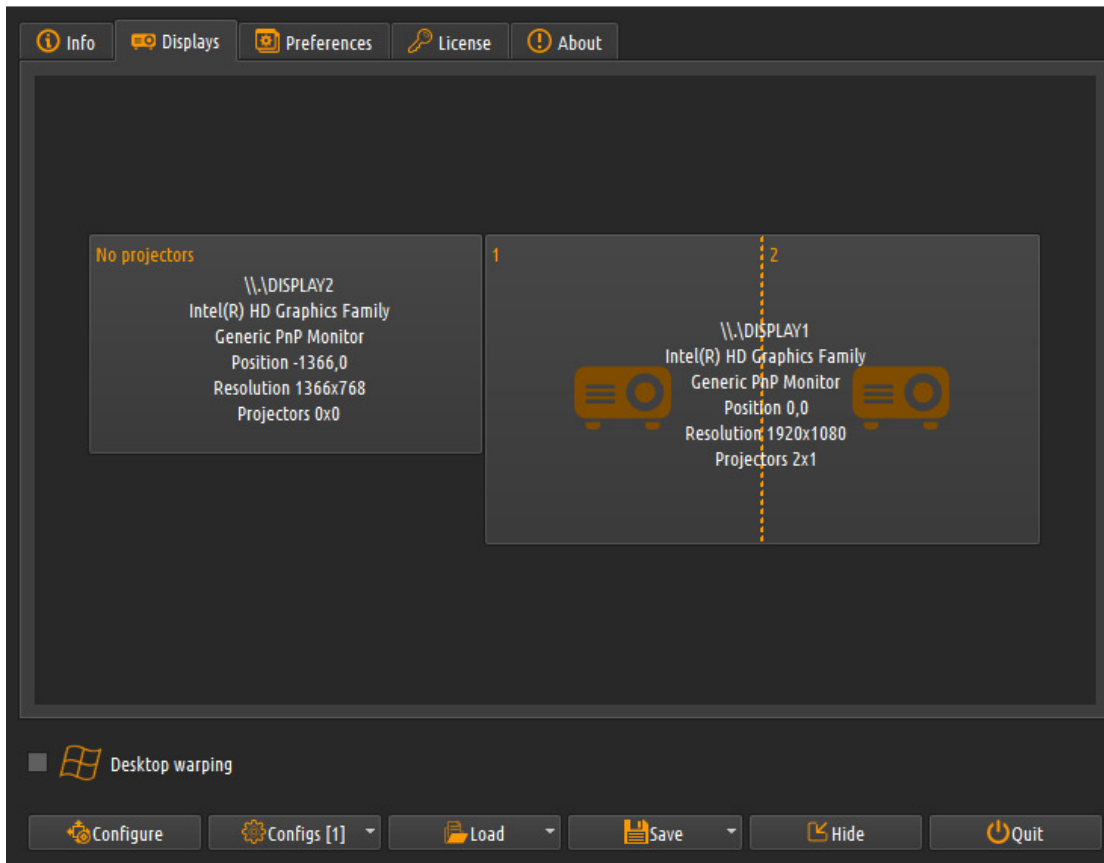 Info
Displays
Preferences
License
About
No projectors
\\.\DISPLAY2
Intel(R) HD Graphics Family
Generic PnP Monitor
Position -1366,0
Resolution 1366x768
Projectors 0x0
1
2
\\.\DISPLAY1
Intel(R) HD Graphics Family
Generic PnP Monitor
Position 0,0
Resolution 1920x1080
Projectors 2x1
Desktop warping
Configure
Configs [1]
Load
Save
Hide
Quit